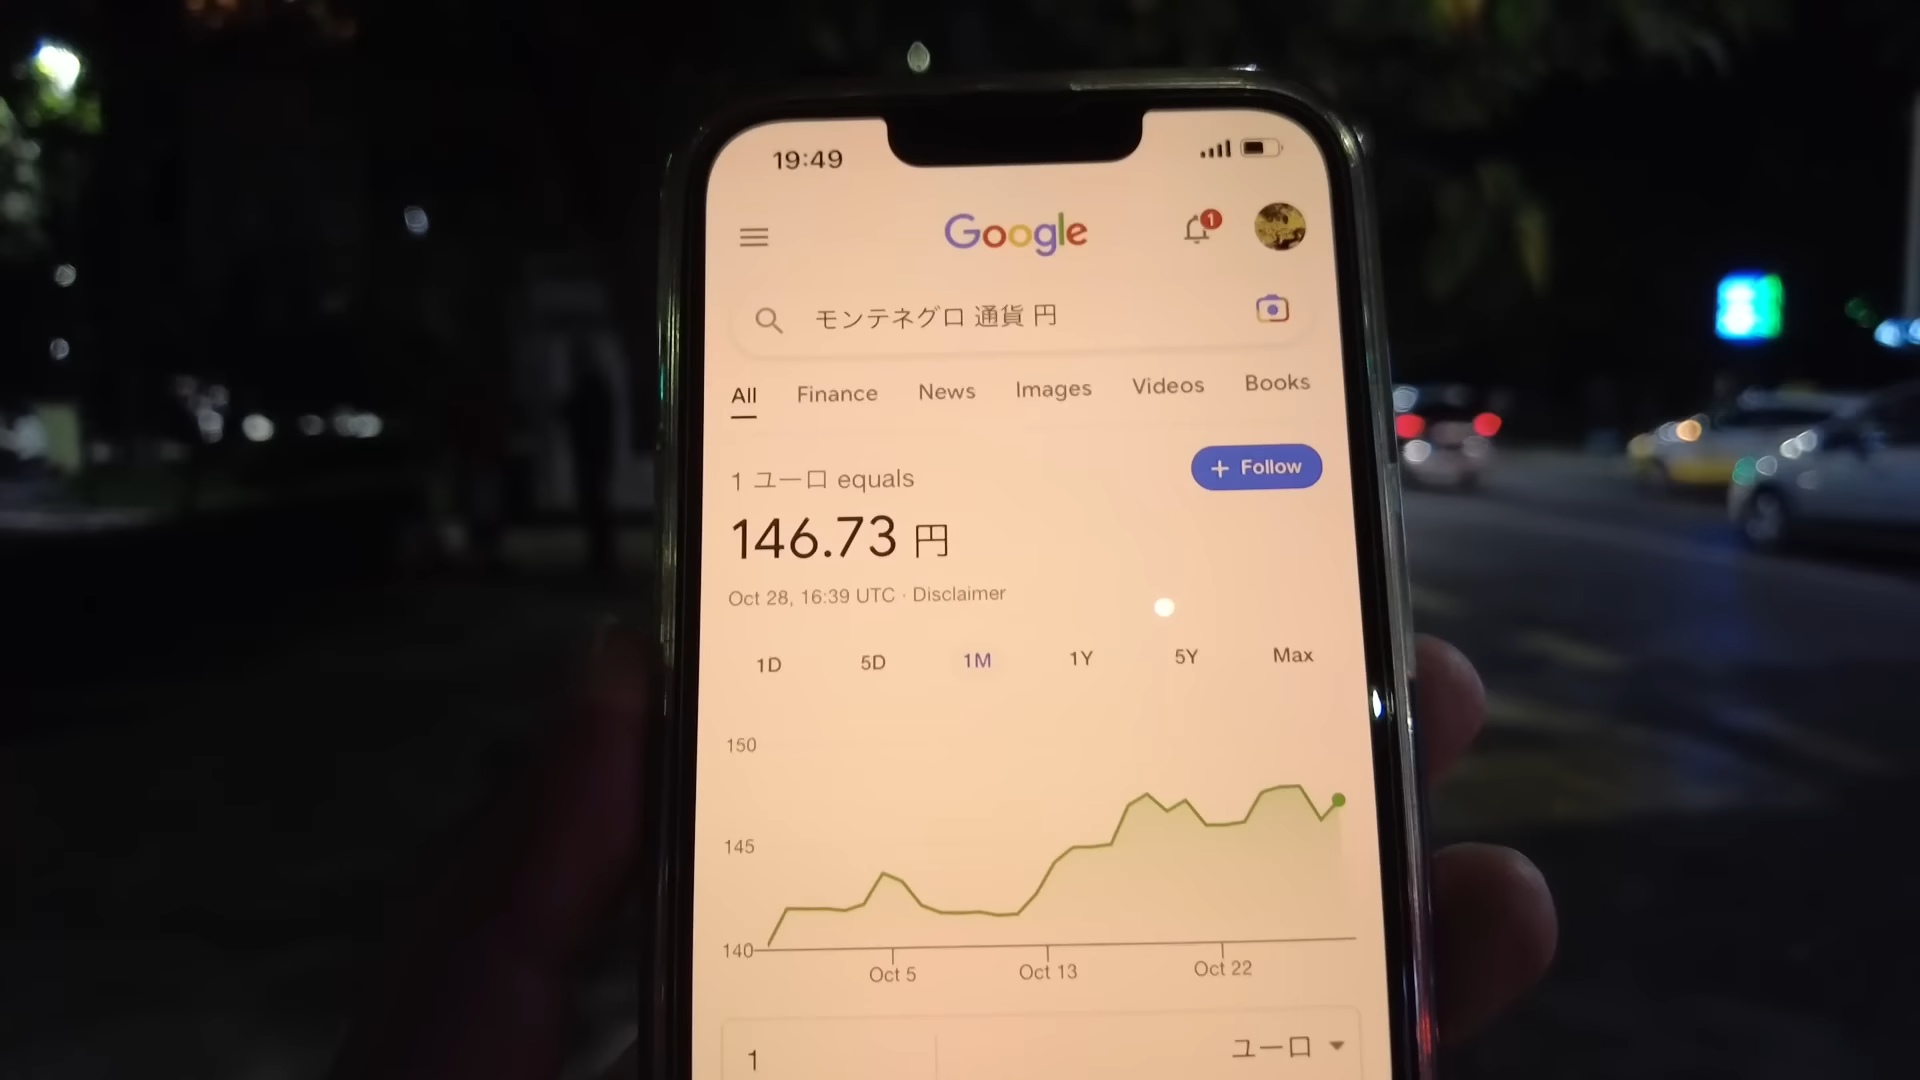 19:49
Google
1
モンテネグロ 通貨 円
All Finance News Images Videos Books
1 ユーロ equals
+ Follow
146.73 円
Oct 28, 16:39 UTC · Disclaimer
1D 5D 1M 1Y 5Y Max
150
145
140
Oct 5 Oct 13 Oct 22
1 ユーロ